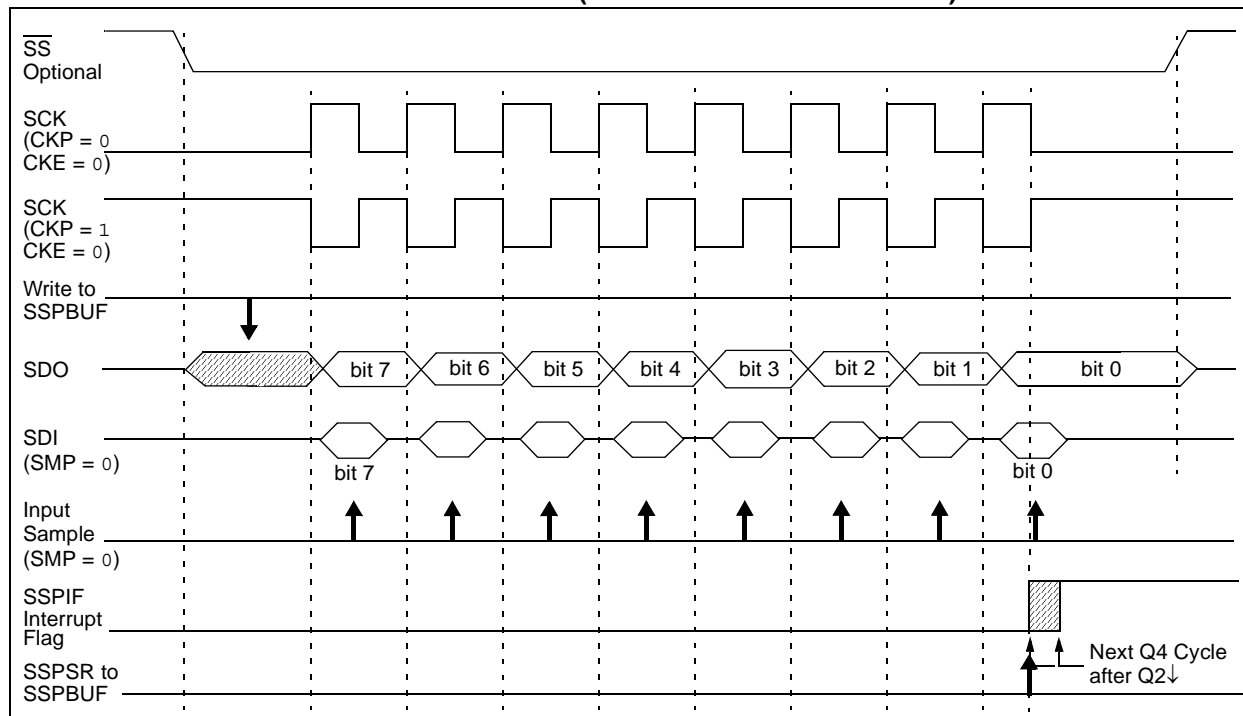 SS
Optional
SCK
(CKP = 0
CKE = 0)
SCK
(CKP = 1
CKE = 0)
Write to
SSPBUF
SDO
bit 7
bit 6
bit 5
bit 4
bit 3
bit 2
bit 1
bit 0
SDI
(SMP = 0)
bit 7
bit 0
Input
Sample
(SMP = 0)
SSPIF
Interrupt
Flag
Next Q4 Cycle
after Q2↓
SSPSR to
SSPBUF